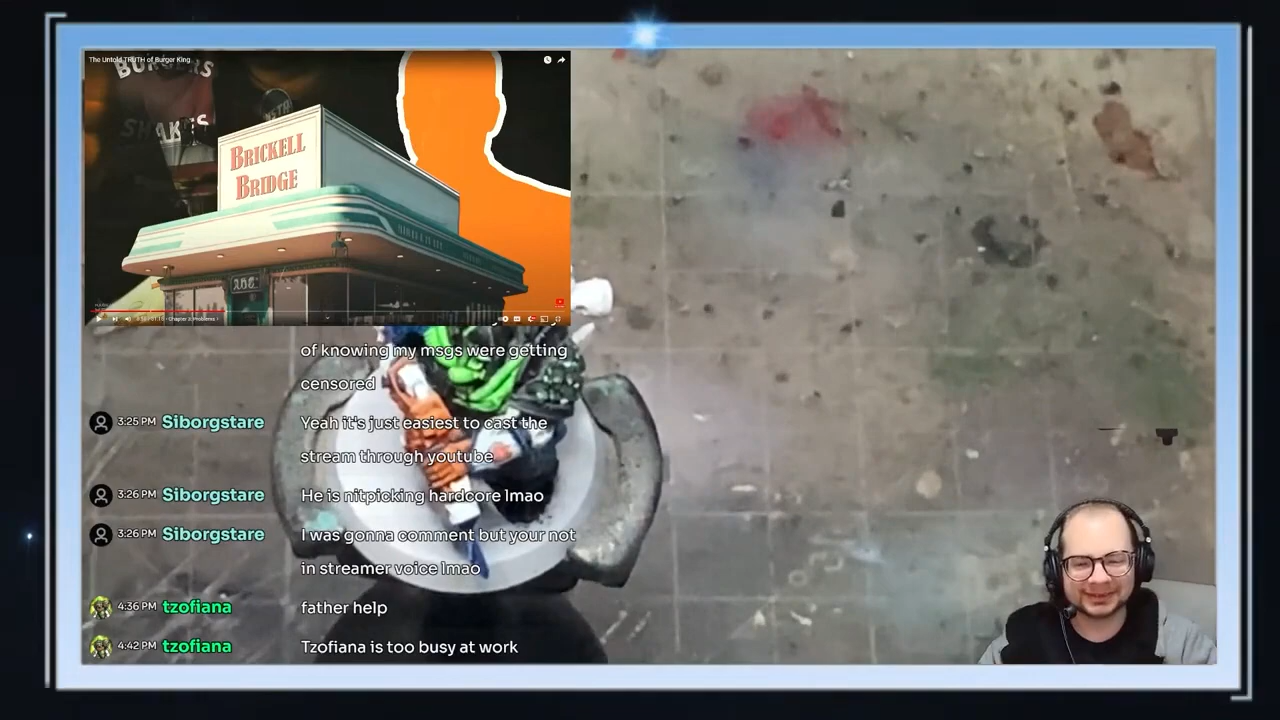 The Untold TRUTH of Burger King
BURGERS
SHAKES
BRICKELL
BRIDGE
of knowing my msgs were getting
censored
3:25 PM Siborgstare Yeah it's just easiest to cast the
stream through youtube
3:26 PM Siborgstare He is nitpicking hardcore lmao
3:26 PM Siborgstare I was gonna comment but your not
in streamer voice lmao
4:36 PM tzofiana father help
4:42 PM tzofiana Tzofiana is too busy at work